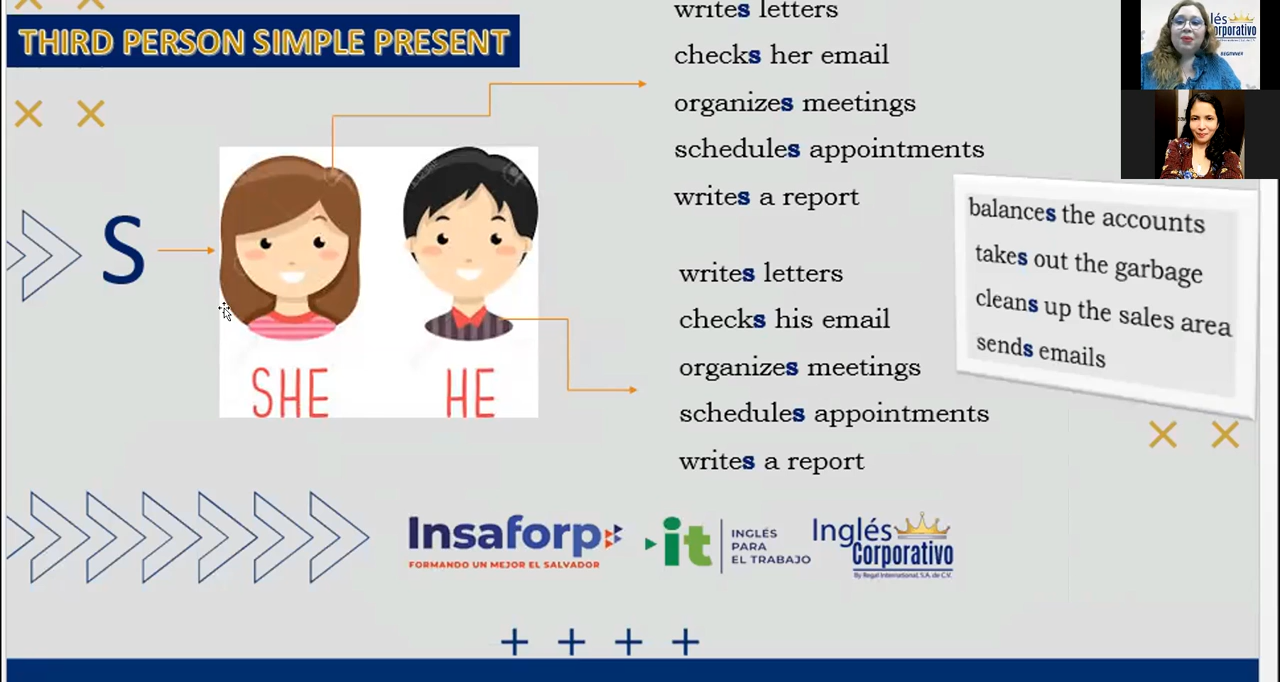 THIRD PERSON SIMPLE PRESENT
S
SHE
HE
writes letters
checks her email
organizes meetings
schedules appointments
writes a report
writes letters
checks his email
organizes meetings
schedules appointments
writes a report
balances the accounts
takes out the garbage
cleans up the sales area
sends emails
Insaforp
FORMANDO UN MEJOR EL SALVADOR
it
INGLÉS
PARA
EL TRABAJO
Inglés
Corporativo
By Regal International, S.A. de C.V.
lés
orporativo
BEGINNER